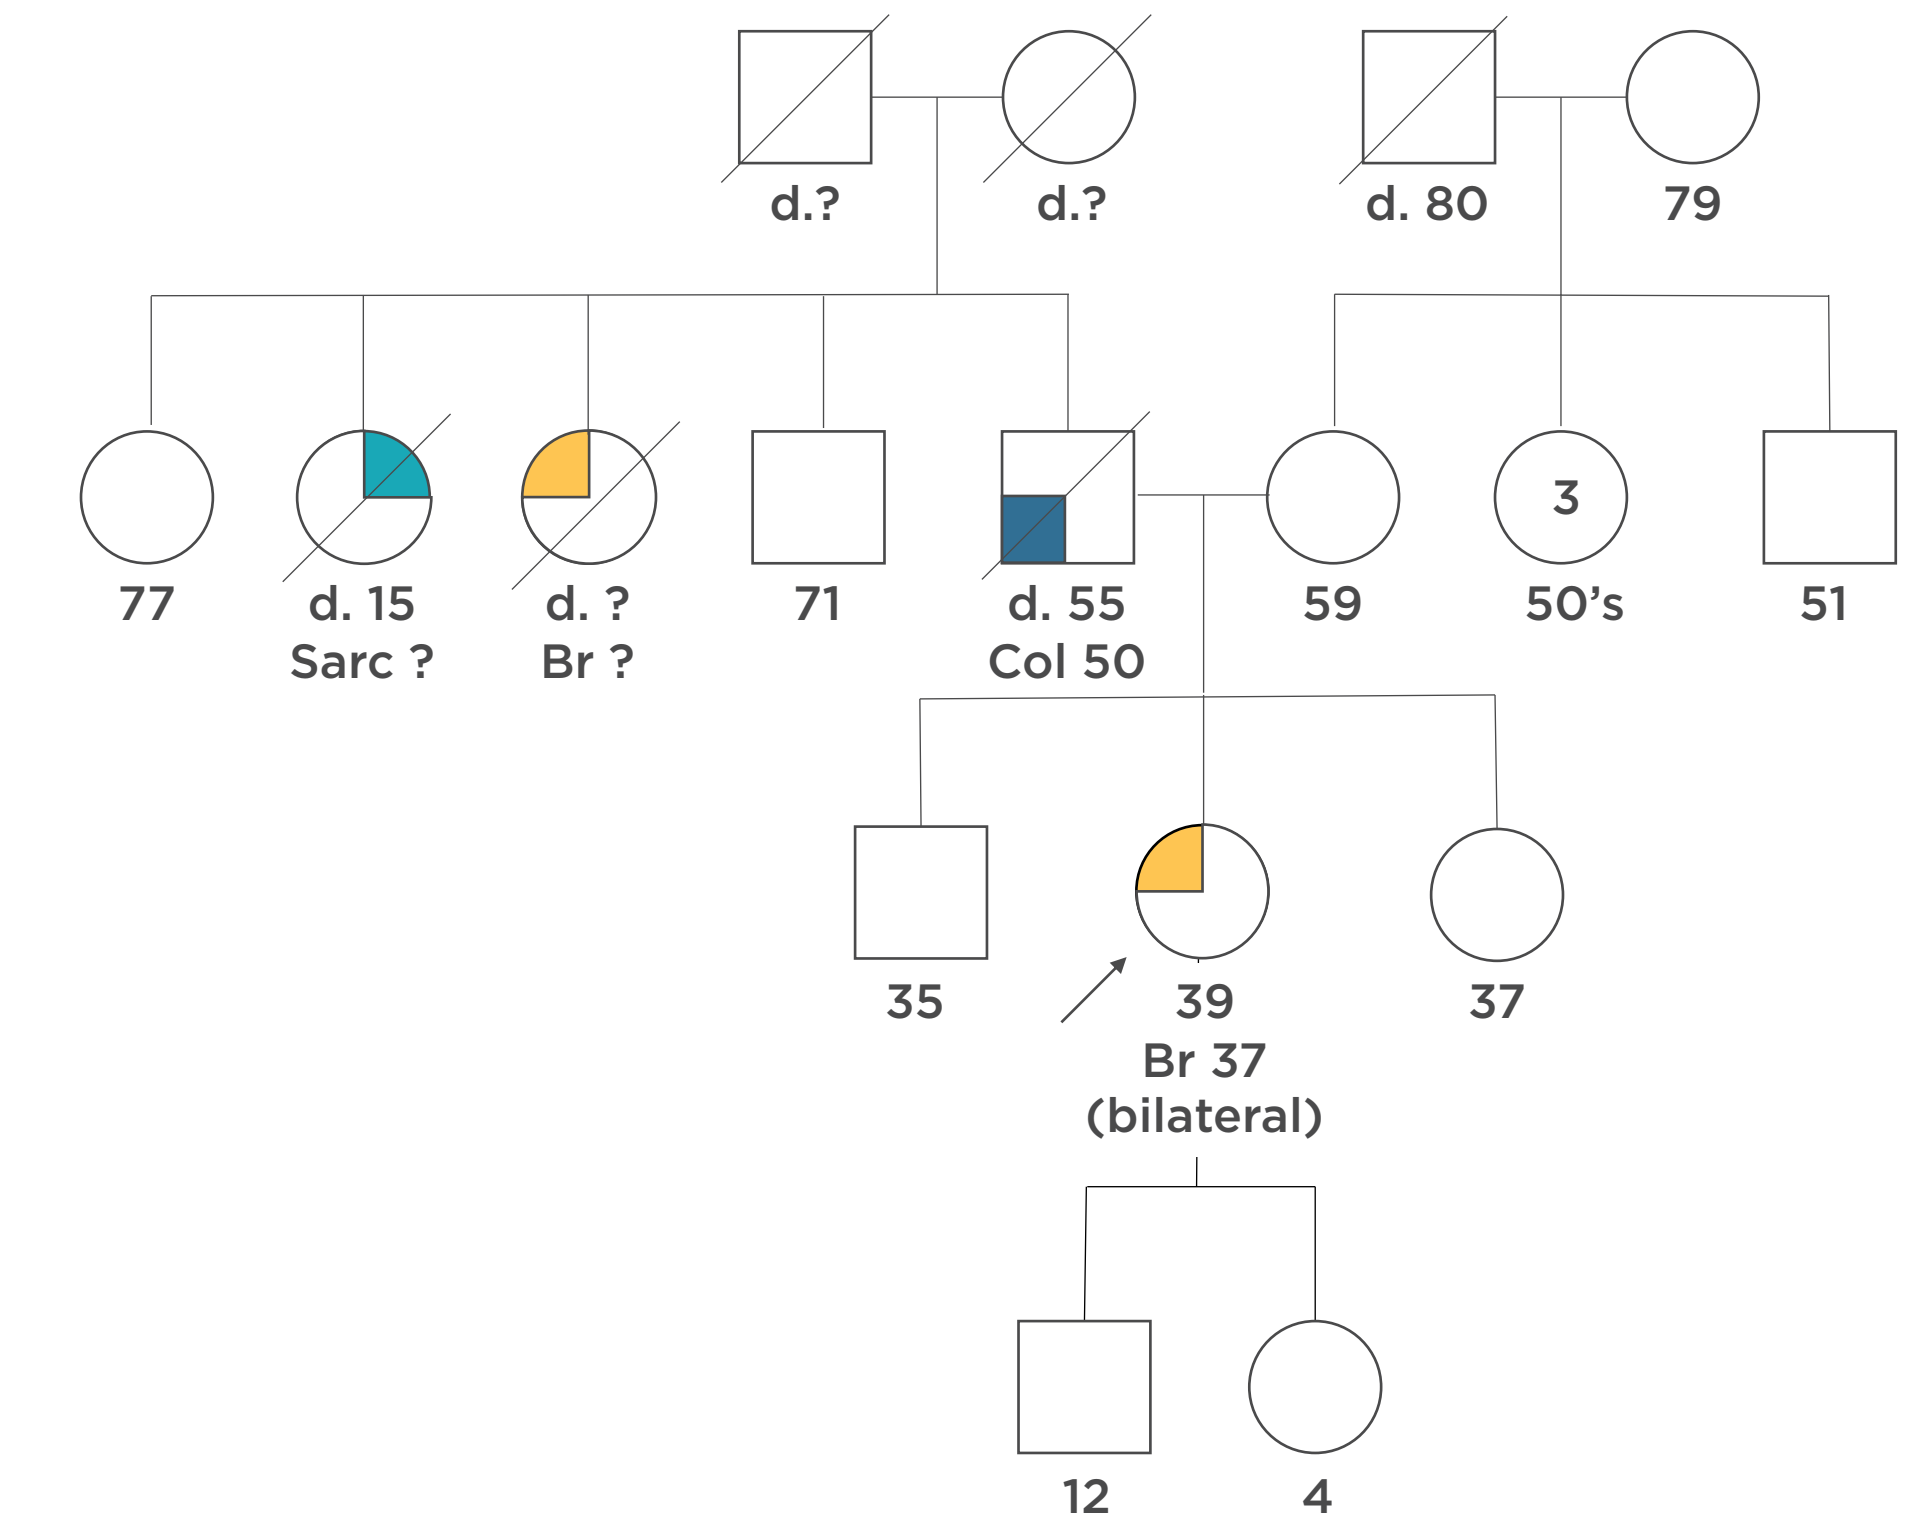 d.?
d.?
d. 80
79
3
77
d. 15
Sarc ?
d. ?
Br ?
71
d. 55
Col 50
59
50’s
51
35
39
Br 37
(bilateral)
37
12
4